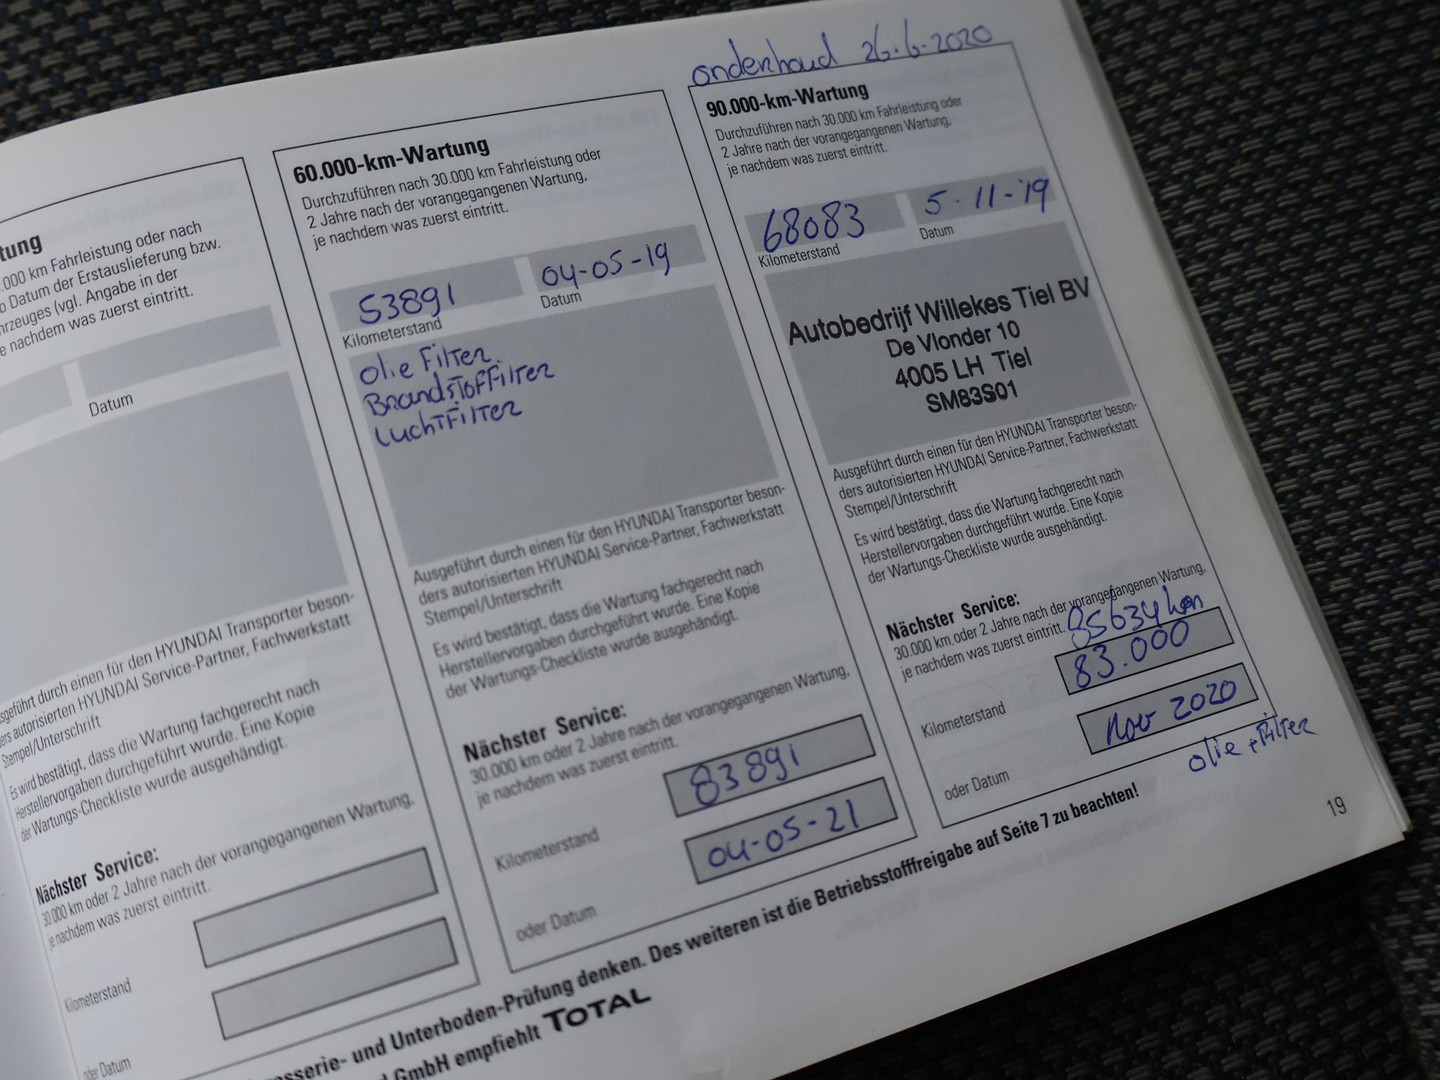 tung
.000 km Fahrleistung oder nach
o Datum der Erstauslieferung bzw.
hrzeuges (vgl. Angabe in der
e nachdem was zuerst eintritt.
Datum
sgeführt durch einen für den HYUNDAI Transporter beson-
ders autorisierten HYUNDAI Service-Partner, Fachwerkstatt
Stempel/Unterschrift
Es wird bestätigt, dass die Wartung fachgerecht nach
Herstellervorgaben durchgeführt wurde. Eine Kopie
der Wartungs-Checkliste wurde ausgehändigt.
Nächster Service:
30.000 km oder 2 Jahre nach der vorangegangenen Wartung,
je nachdem was zuerst eintritt.
Kilometerstand
oder Datum
60.000-km-Wartung
Durchzuführen nach 30.000 km Fahrleistung oder
2 Jahre nach der vorangegangenen Wartung,
je nachdem was zuerst eintritt.
53891 04-05-19
Kilometerstand Datum
olie Filter
Brandstoffilter
Luchtfilter
Ausgeführt durch einen für den HYUNDAI Transporter beson-
ders autorisierten HYUNDAI Service-Partner, Fachwerkstatt
Stempel/Unterschrift
Es wird bestätigt, dass die Wartung fachgerecht nach
Herstellervorgaben durchgeführt wurde. Eine Kopie
der Wartungs-Checkliste wurde ausgehändigt.
Nächster Service:
30.000 km oder 2 Jahre nach der vorangegangenen Wartung,
je nachdem was zuerst eintritt.
Kilometerstand 83891
oder Datum 04-05-21
onderhoud 26-6-2020
90.000-km-Wartung
Durchzuführen nach 30.000 km Fahrleistung oder
2 Jahre nach der vorangegangenen Wartung,
je nachdem was zuerst eintritt.
68083 5-11-'19
Kilometerstand Datum
Autobedrijf Willekes Tiel BV
De Vlonder 10
4005 LH Tiel
SM83S01
Ausgeführt durch einen für den HYUNDAI Transporter beson-
ders autorisierten HYUNDAI Service-Partner, Fachwerkstatt
Stempel/Unterschrift
Es wird bestätigt, dass die Wartung fachgerecht nach
Herstellervorgaben durchgeführt wurde. Eine Kopie
der Wartungs-Checkliste wurde ausgehändigt.
Nächster Service:
30.000 km oder 2 Jahre nach der vorangegangenen Wartung,
je nachdem was zuerst eintritt.
85634 km
Kilometerstand 83.000
oder Datum Nov 2020
olie + Filter
osserie- und Unterboden-Prüfung denken. Des weiteren ist die Betriebsstofffreigabe auf Seite 7 zu beachten!
GmbH empfiehlt TOTAL
19